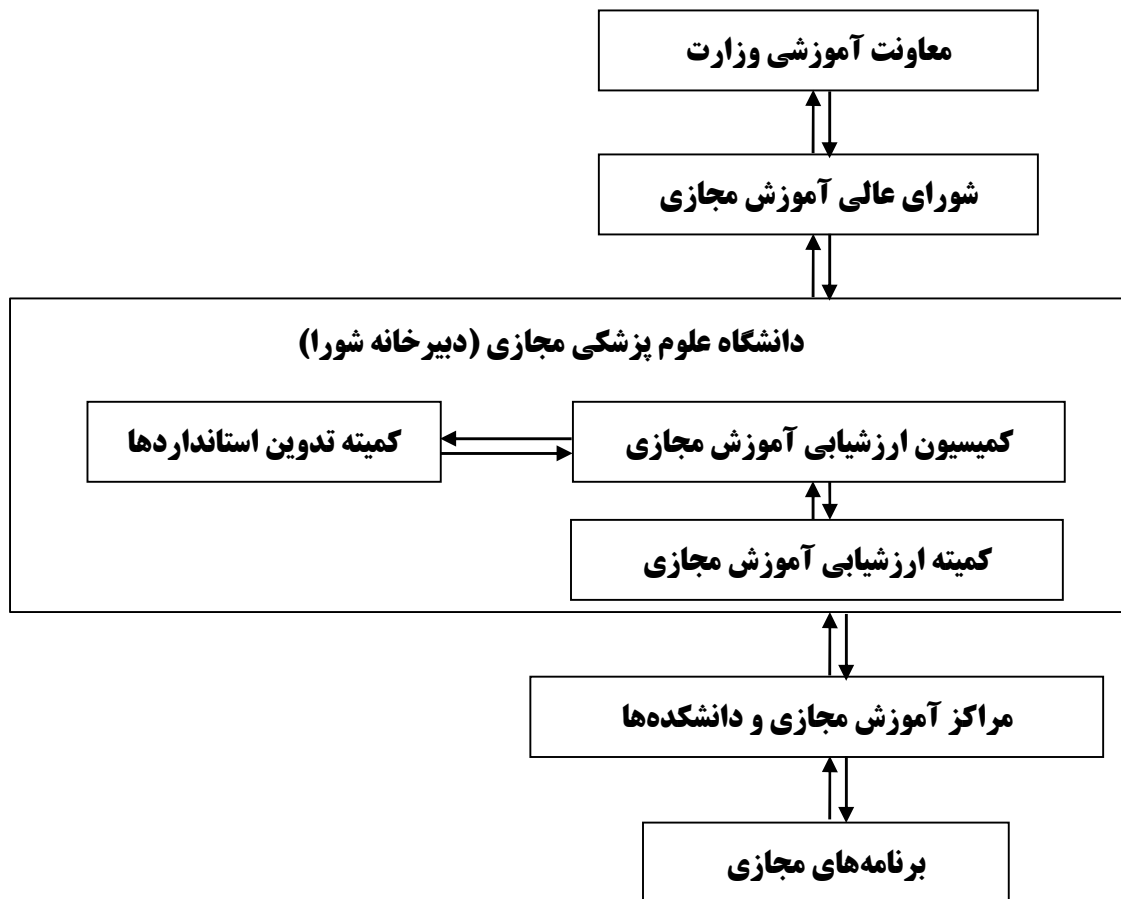 معاونت آموزشی وزارت
شورای عالی آموزش مجازی
دانشگاه علوم پزشکی مجازی (دبیرخانه شورا)
کمیسیون ارزشیابی آموزش مجازی
کمیته تدوین استانداردها
کمیته ارزشیابی آموزش مجازی
مراکز آموزش مجازی و دانشکده‌ها
برنامه‌های مجازی